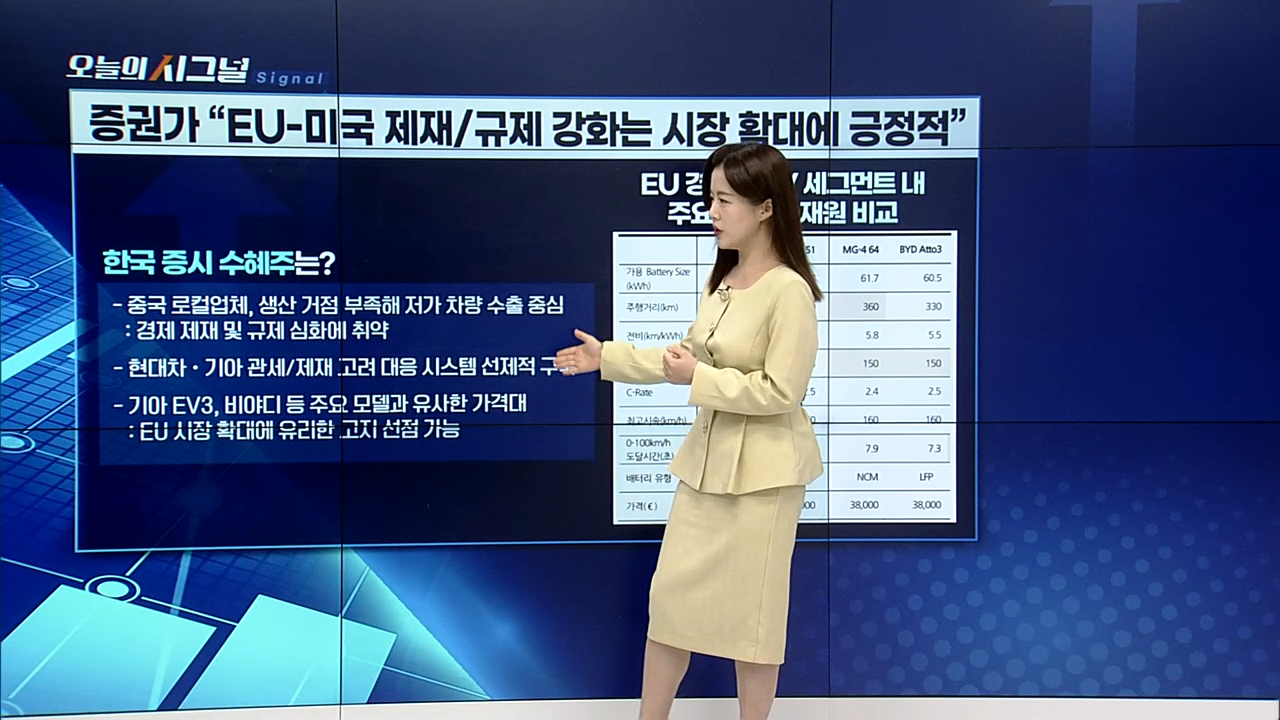 오늘의 시그널 Signal
증권가 “EU-미국 제재/규제 강화는 시장 확대에 긍정적”
한국 증시 수혜주는?
- 중국 로컬업체, 생산 거점 부족해 저가 차량 수출 중심
: 경제 제재 및 규제 심화에 취약
- 현대차·기아 관세/제재 고려 대응 시스템 선제적
- 기아 EV3, 비야디 등 주요 모델과 유사한 가격대
: EU 시장 확대에 유리한 고지 선점 가능
EU 세그먼트 내
재원 비교
51 MG-4 64 BYD Atto3
가용 Battery Size
(kWh) 61.7 60.5
주행거리(km) 360 330
전비(km/kWh) 5.8 5.5
150 150
C-Rate 2.4 2.5
최고시속(km/h) 160 160
0-100km/h
도달시간(초) 7.9 7.3
배터리 유형 NCM LFP
가격(€) 38,000 38,000